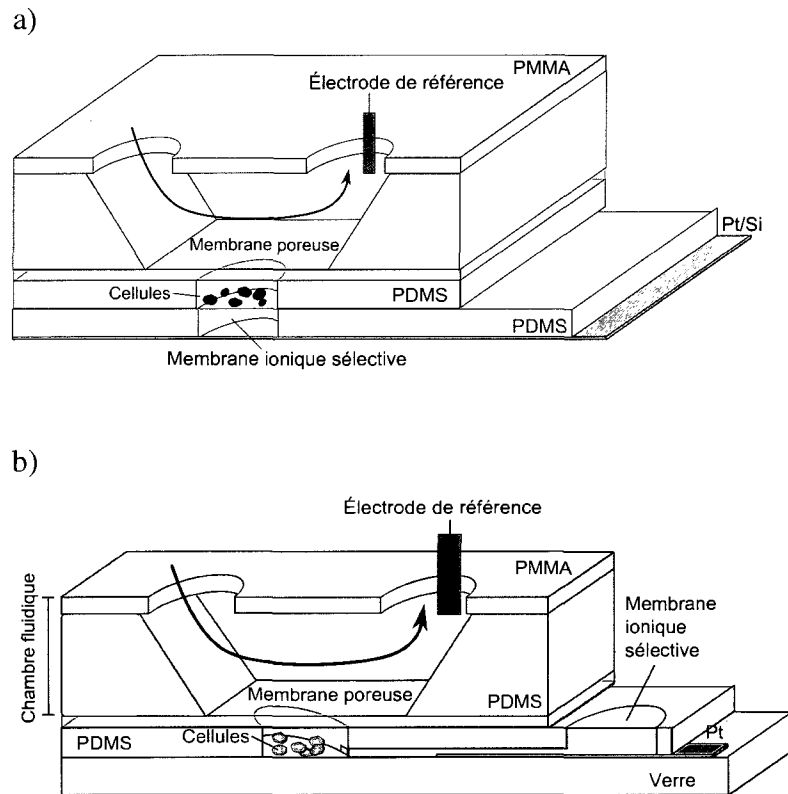 a)
PMMA
Électrode de référence
Pt/Si
Membrane poreuse
Cellules
PDMS
PDMS
Membrane ionique sélective
b)
Électrode de référence
PMMA
Membrane
ionique
sélective
Chambre fluidique
Membrane poreuse
PDMS
Pt
PDMS
Cellules
Verre